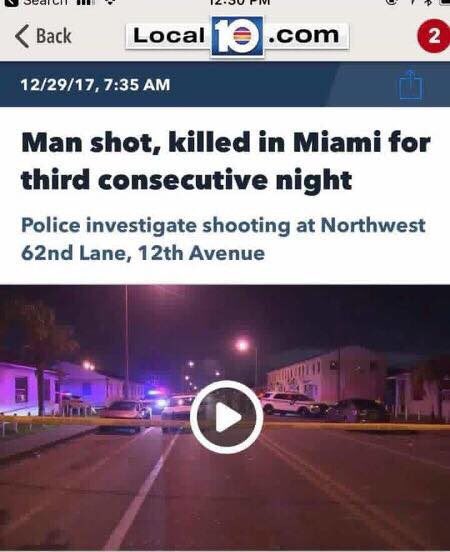 Search
12:30 PM
Back
Local 10 .com
2
12/29/17, 7:35 AM
Man shot, killed in Miami for
third consecutive night
Police investigate shooting at Northwest
62nd Lane, 12th Avenue